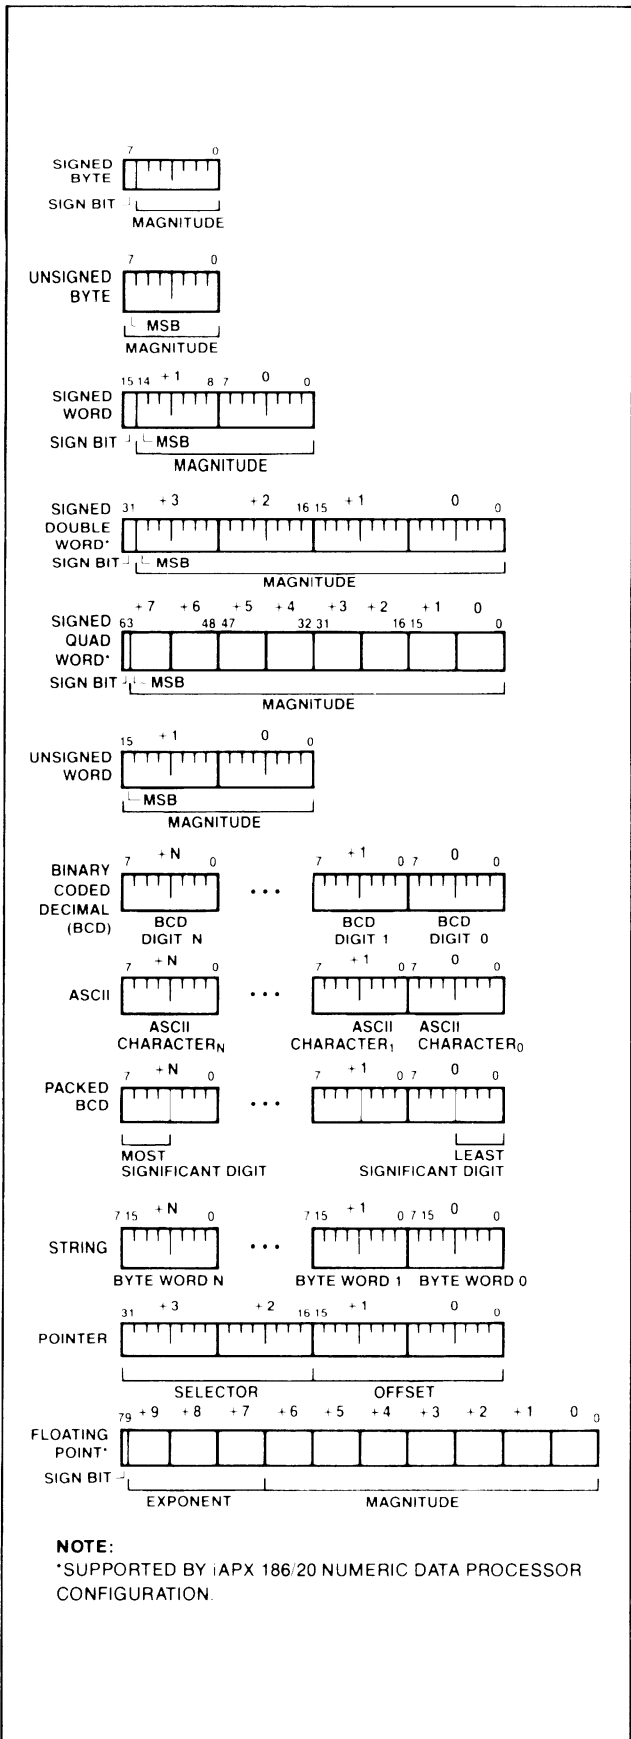 7 0
SIGNED
BYTE
SIGN BIT
MAGNITUDE
7 0
UNSIGNED
BYTE
MSB
MAGNITUDE
15 14 +1 8 7 0 0
SIGNED
WORD
SIGN BIT MSB
MAGNITUDE
31 +3 +2 16 15 +1 0 0
SIGNED
DOUBLE
WORD*
SIGN BIT MSB
MAGNITUDE
+7 +6 +5 +4 +3 +2 +1 0
63 48 47 32 31 16 15 0
SIGNED
QUAD
WORD*
SIGN BIT MSB
MAGNITUDE
15 +1 0 0
UNSIGNED
WORD
MSB
MAGNITUDE
7 +N 0 7 +1 0 7 0 0
BINARY
CODED
DECIMAL
(BCD)
...
BCD
DIGIT N
BCD
DIGIT 1
BCD
DIGIT 0
7 +N 0 7 +1 0 7 0 0
ASCII
...
ASCII
CHARACTERN
ASCII
CHARACTER1
ASCII
CHARACTER0
7 +N 0 7 +1 0 7 0 0
PACKED
BCD
...
MOST
SIGNIFICANT DIGIT
LEAST
SIGNIFICANT DIGIT
7 15 +N 0 7 15 +1 0 7 15 0 0
STRING
...
BYTE WORD N BYTE WORD 1 BYTE WORD 0
31 +3 +2 16 15 +1 0 0
POINTER
SELECTOR OFFSET
79 +9 +8 +7 +6 +5 +4 +3 +2 +1 0 0
FLOATING
POINT*
SIGN BIT
EXPONENT MAGNITUDE
NOTE:
*SUPPORTED BY iAPX 186/20 NUMERIC DATA PROCESSOR
CONFIGURATION.